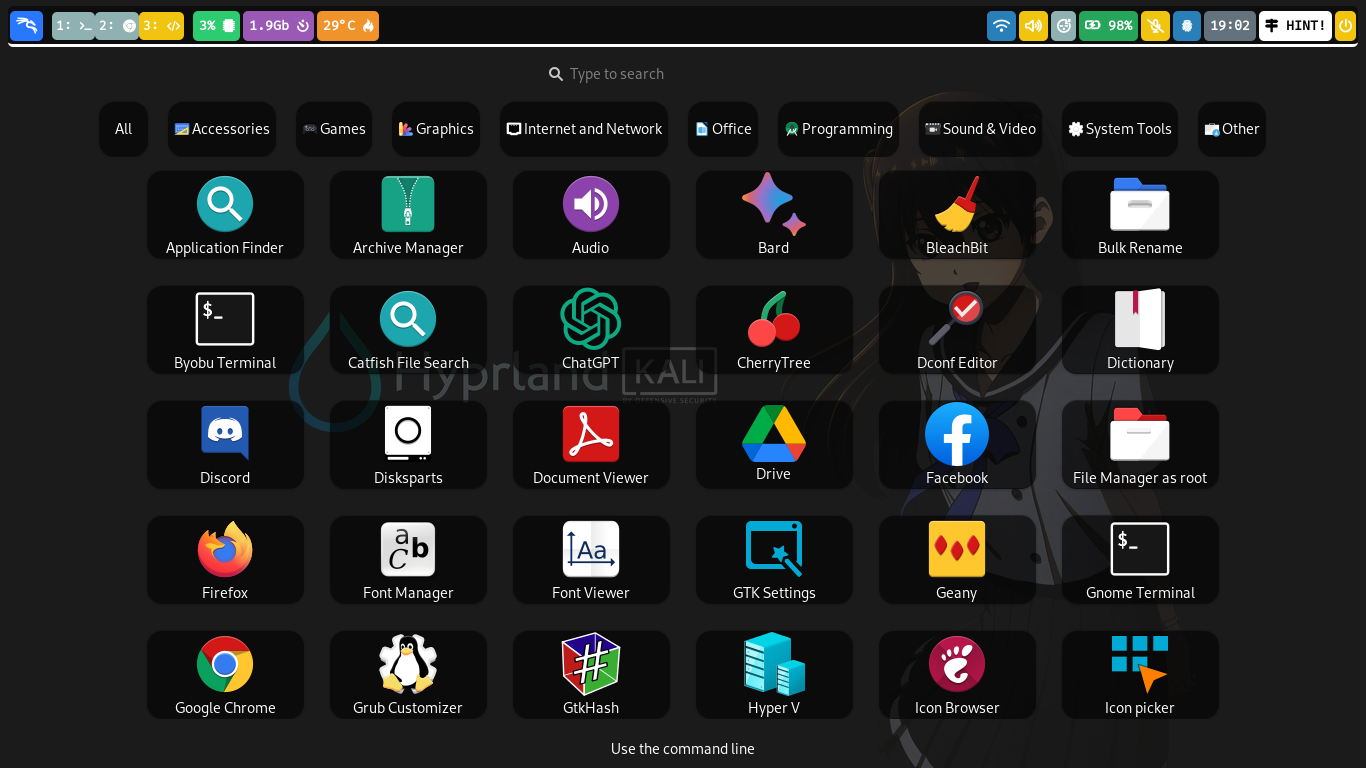 1: 2: 3: 3% 1.9Gb 29°C 98% 19:02 HINT!
Type to search
All Accessories Games Graphics Internet and Network Office Programming Sound & Video System Tools Other
Application Finder Archive Manager Audio Bard BleachBit Bulk Rename
$_
Byobu Terminal Catfish File Search ChatGPT CherryTree Dconf Editor Dictionary
Hyprland KALI
BY OFFENSIVE SECURITY
Discord Disksparts Document Viewer Drive Facebook File Manager as root
a b C Aa $_
Firefox Font Manager Font Viewer GTK Settings Geany Gnome Terminal
#
Google Chrome Grub Customizer GtkHash Hyper V Icon Browser Icon picker
Use the command line